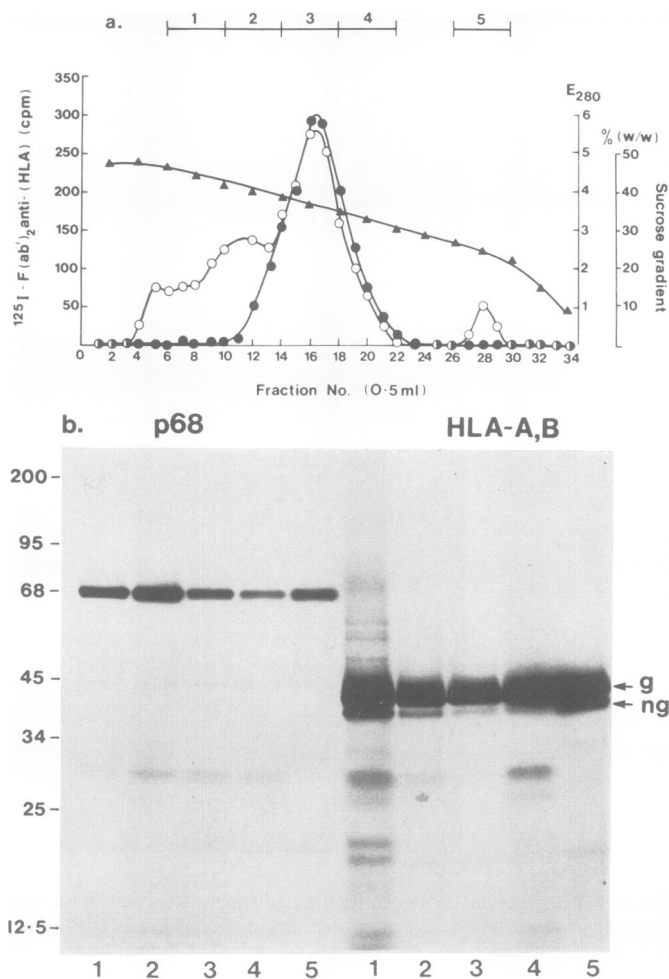 a.
1 2 3 4 5
350
300
250
200
150
100
50
¹²⁵I - F(ab')₂ anti-(HLA) (cpm)
E₂₈₀
6
5
4
3
2
1
% (w/w)
50
40
30
20
10
Sucrose gradient
0 2 4 6 8 10 12 14 16 18 20 22 24 26 28 30 32 34
Fraction No. (0·5ml)
b. p68 HLA-A,B
200
95
68
45
34
25
12·5
g
ng
1 2 3 4 5 1 2 3 4 5